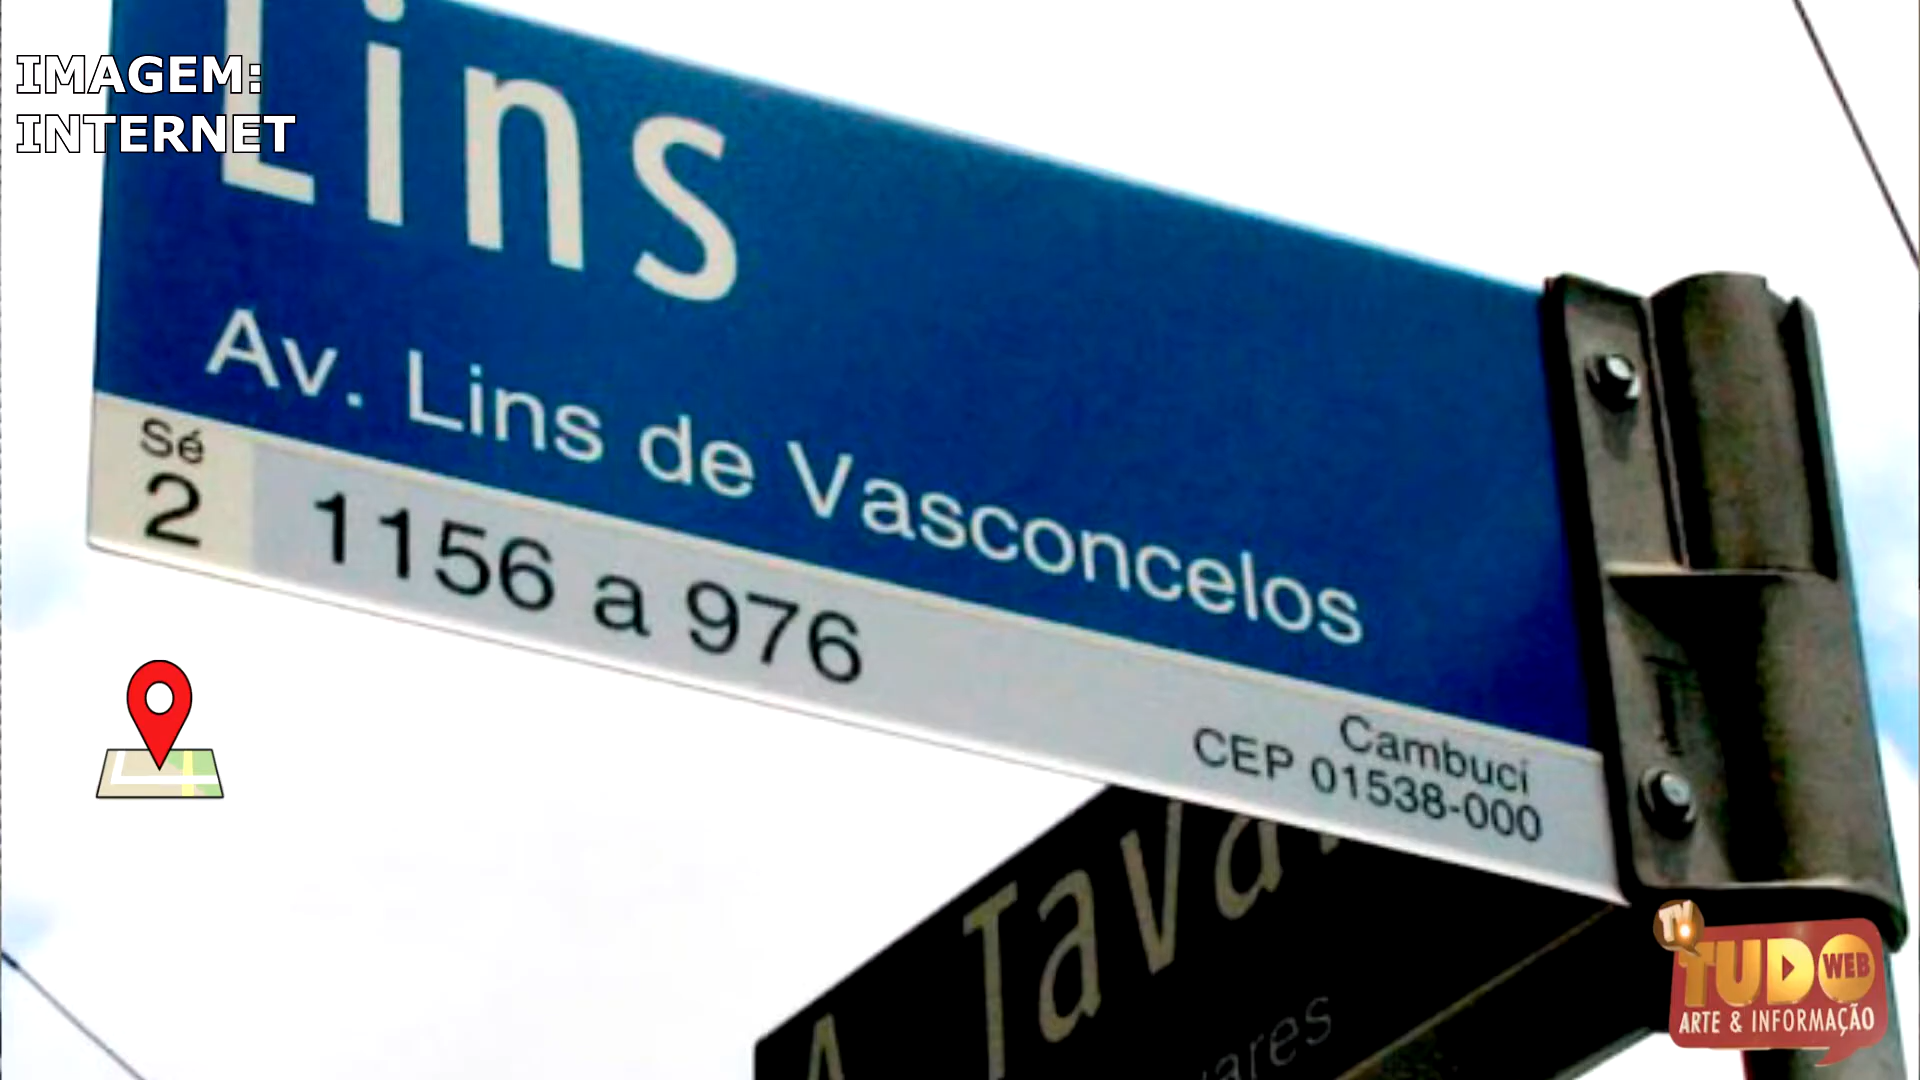 IMAGEM:
INTERNET
Lins
Av. Lins de Vasconcelos
Sé
2
1156 a 976
Cambuci
CEP 01538-000
A
TV
TUDO
WEB
ARTE & INFORMAÇÃO